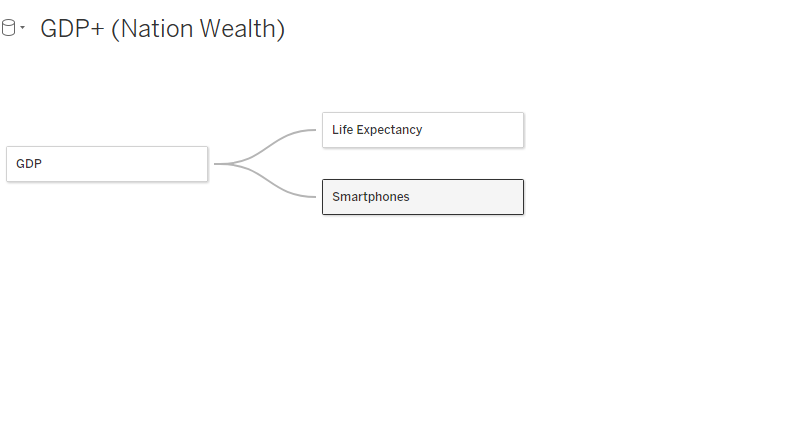 GDP+ (Nation Wealth)
Life Expectancy
GDP
Smartphones